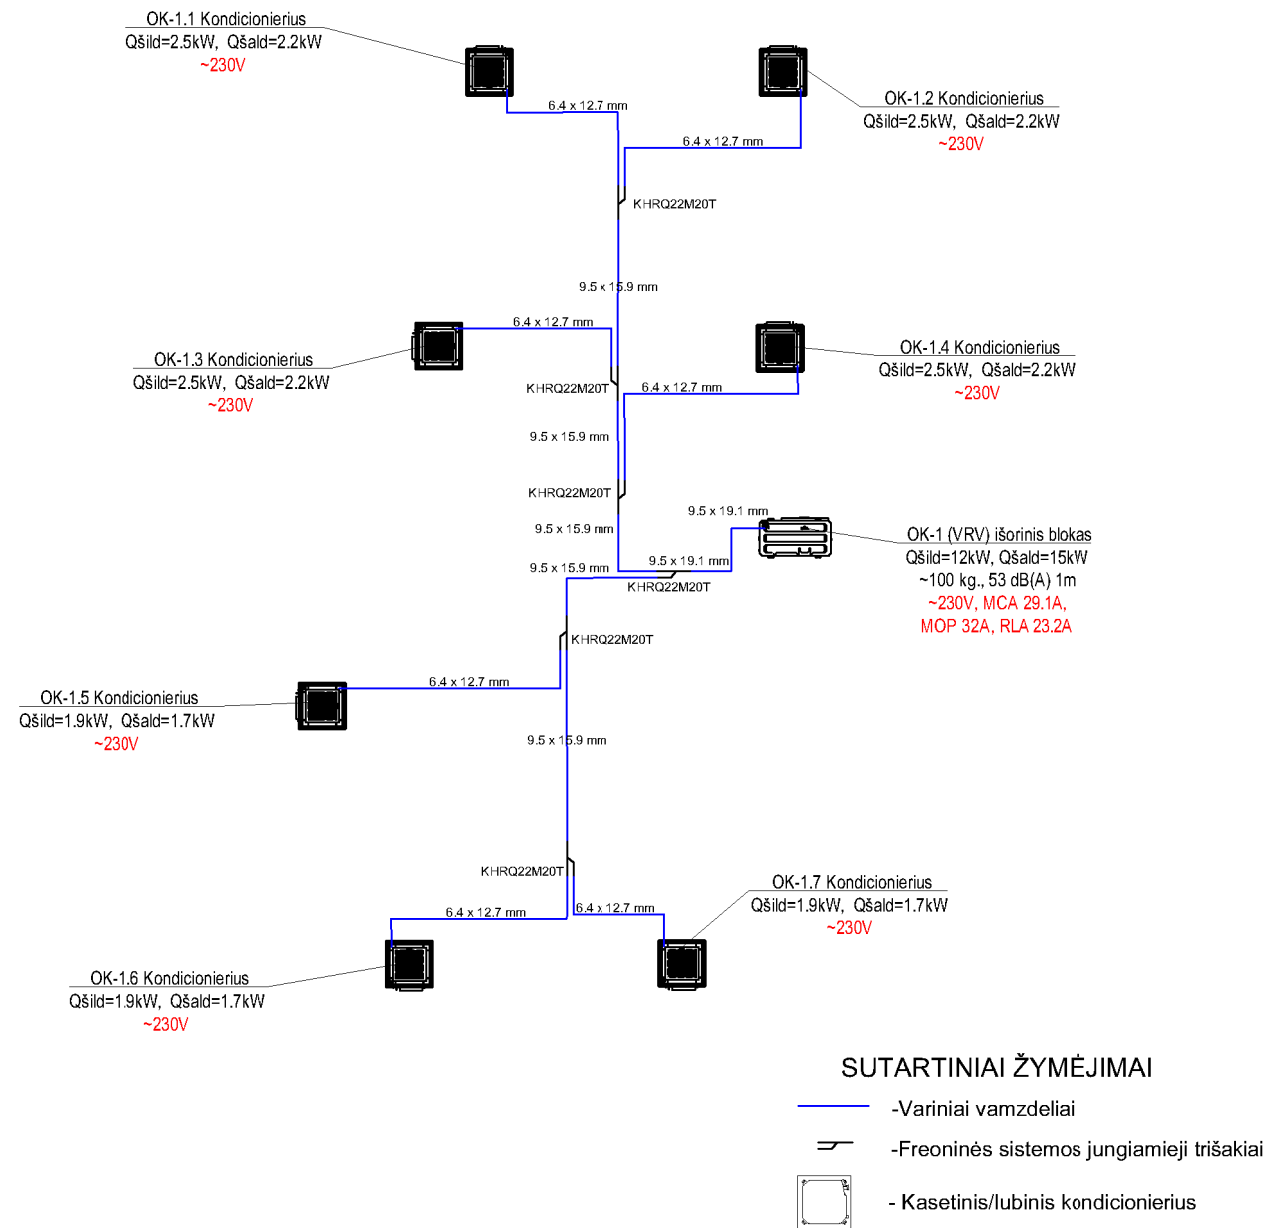 OK-1.1 Kondicionierius
Qšild=2.5kW, Qšald=2.2kW
~230V
6.4 x 12.7 mm
OK-1.2 Kondicionierius
Qšild=2.5kW, Qšald=2.2kW
~230V
6.4 x 12.7 mm
KHRQ22M20T
9.5 x 15.9 mm
6.4 x 12.7 mm
OK-1.3 Kondicionierius
Qšild=2.5kW, Qšald=2.2kW
~230V
OK-1.4 Kondicionierius
Qšild=2.5kW, Qšald=2.2kW
~230V
KHRQ22M20T
6.4 x 12.7 mm
9.5 x 15.9 mm
KHRQ22M20T
9.5 x 19.1 mm
9.5 x 15.9 mm
OK-1 (VRV) išorinis blokas
Qšild=12kW, Qšald=15kW
~100 kg., 53 dB(A) 1m
~230V, MCA 29.1A,
MOP 32A, RLA 23.2A
9.5 x 19.1 mm
9.5 x 15.9 mm
KHRQ22M20T
KHRQ22M20T
6.4 x 12.7 mm
OK-1.5 Kondicionierius
Qšild=1.9kW, Qšald=1.7kW
~230V
9.5 x 15.9 mm
KHRQ22M20T
OK-1.7 Kondicionierius
Qšild=1.9kW, Qšald=1.7kW
~230V
6.4 x 12.7 mm
6.4 x 12.7 mm
OK-1.6 Kondicionierius
Qšild=1.9kW, Qšald=1.7kW
~230V
SUTARTINIAI ŽYMĖJIMAI
-Variniai vamzdeliai
-Freoninės sistemos jungiamieji trišakiai
- Kasetinis/lubinis kondicionierius